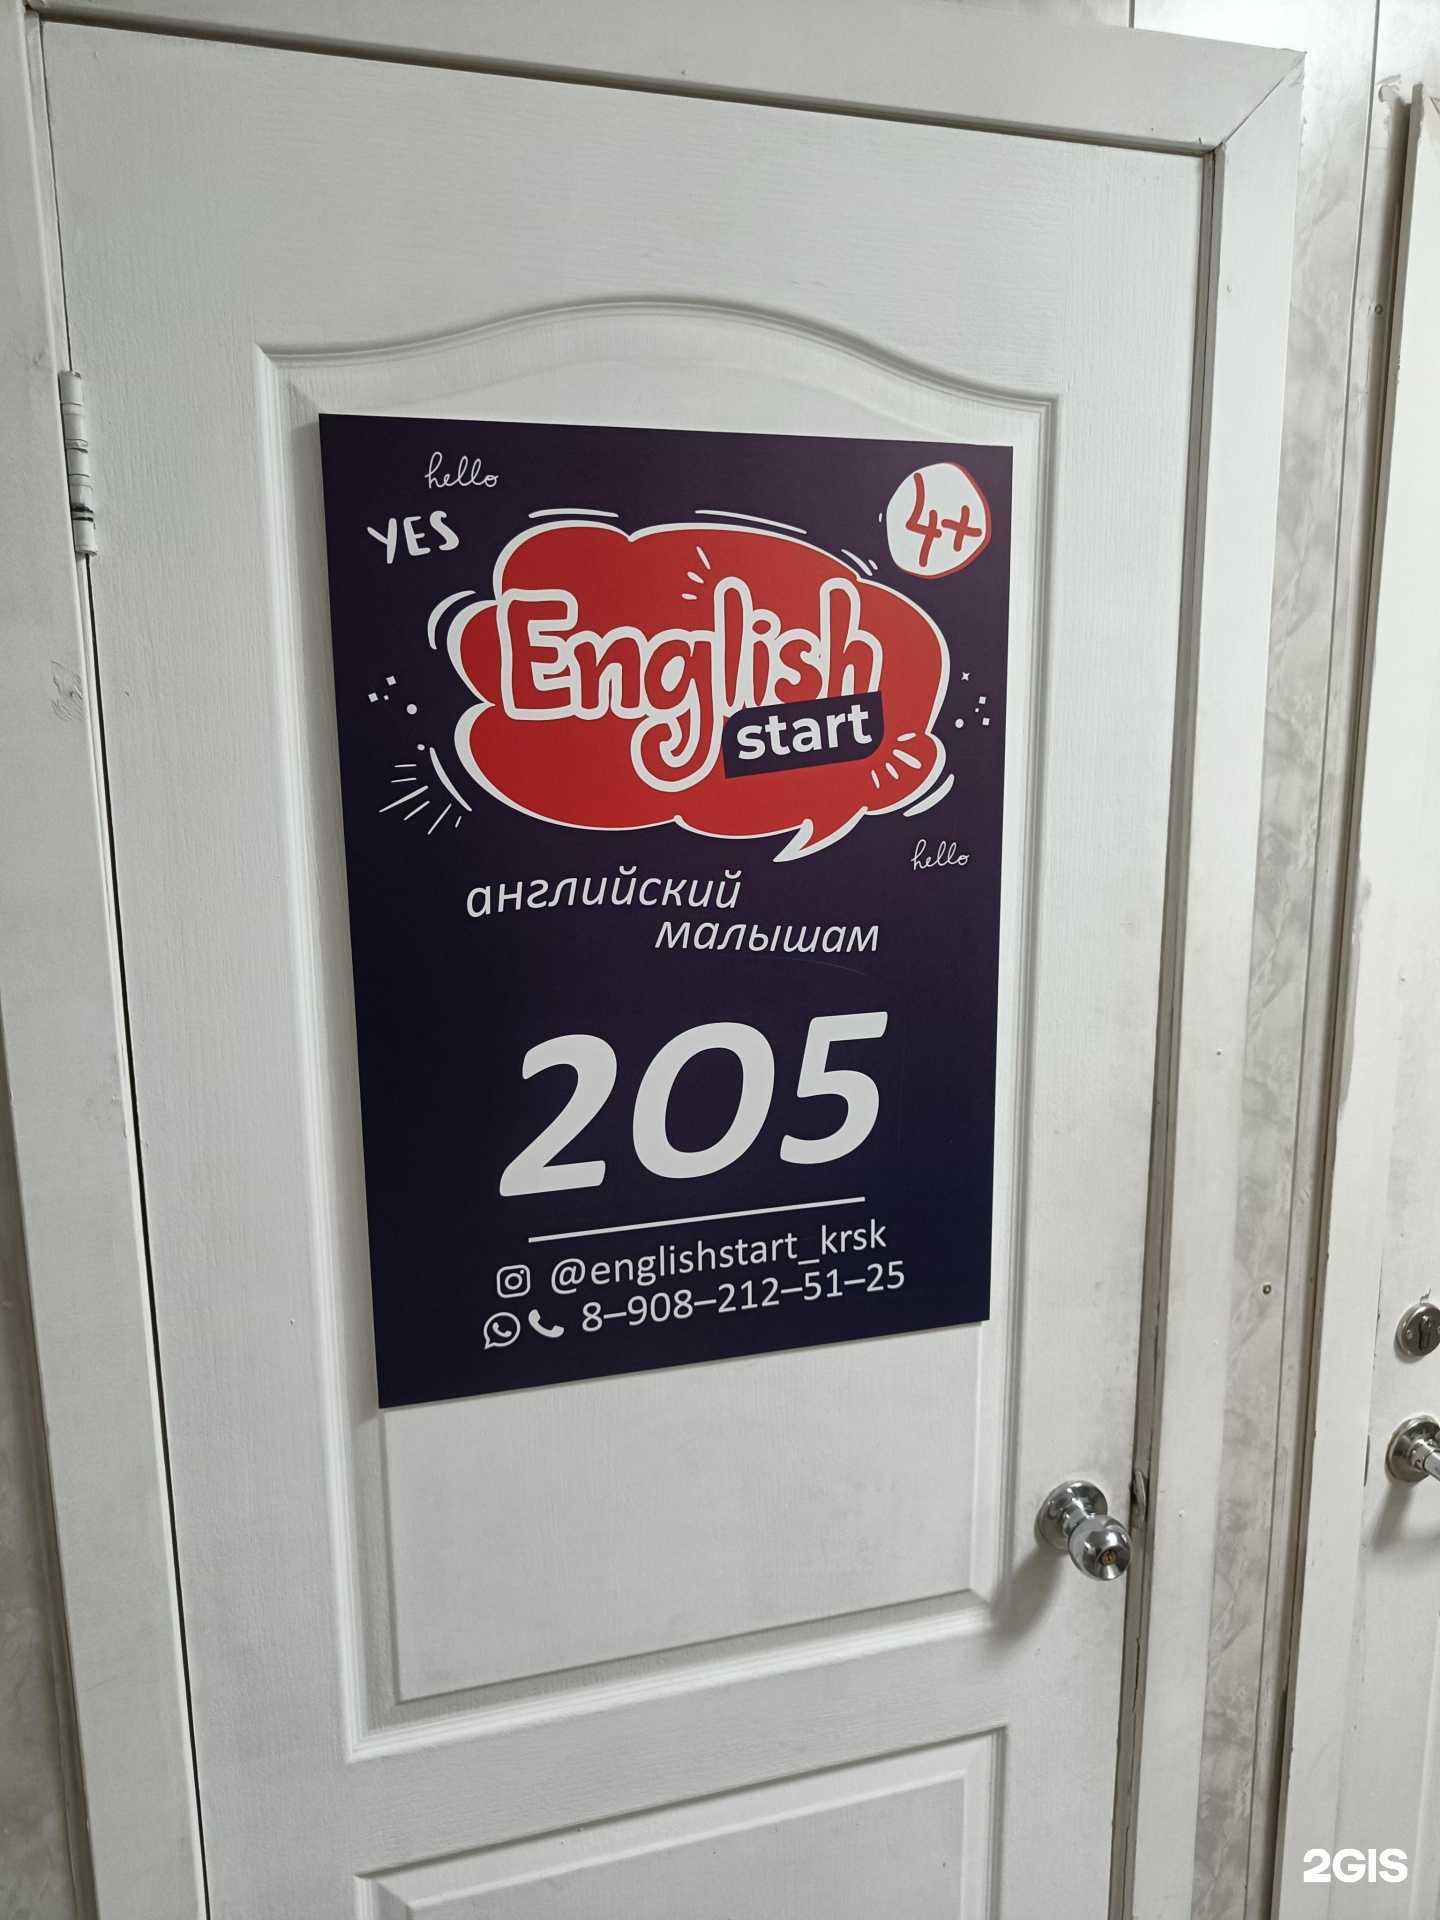 hello
YES
4+
English
start
hello
английский
малышам
205
@englishstart_krsk
8–908–212–51–25
2GIS